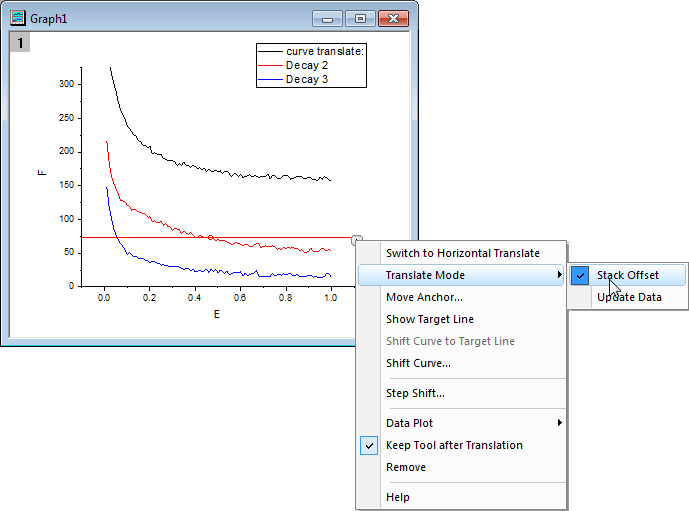 Graph1
1
curve translate:
Decay 2
Decay 3
300
250
200
150
100
50
0
F
0.0 0.2 0.4 0.6 0.8 1.0
E
Switch to Horizontal Translate
Translate Mode
Stack Offset
Move Anchor...
Update Data
Show Target Line
Shift Curve to Target Line
Shift Curve...
Step Shift...
Data Plot
Keep Tool after Translation
Remove
Help